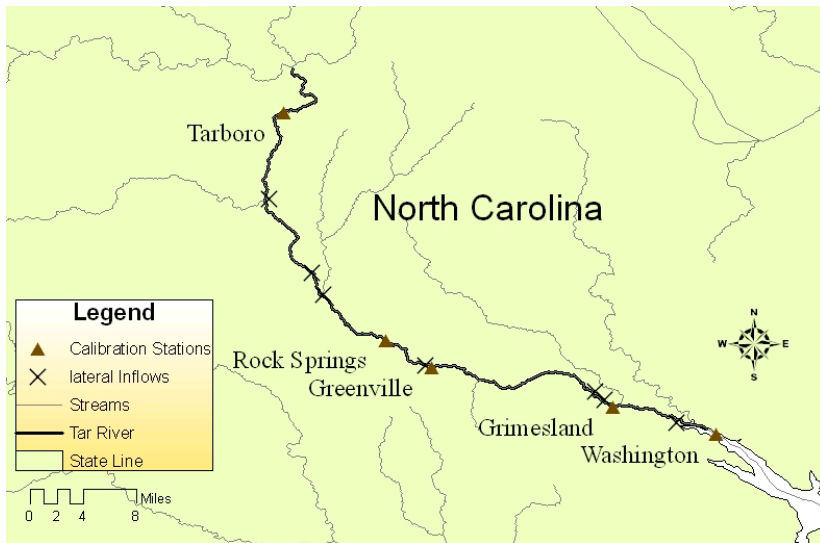 Tarboro
North Carolina
Legend
Calibration Stations
lateral Inflows
Streams
Tar River
State Line
Rock Springs
Greenville
Grimesland
Washington
N
W E
S
Miles
0 2 4 8